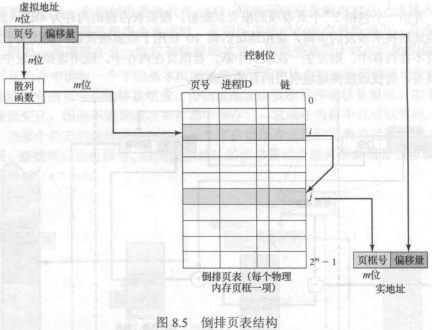 虚拟地址
n位
页号 偏移量
控制位
n位
散列
函数
m位
页号 进程ID 链
0
i
j
2ᵐ − 1
倒排页表（每个物理
内存页框一项）
页框号 偏移量
m位
实地址
图 8.5 倒排页表结构